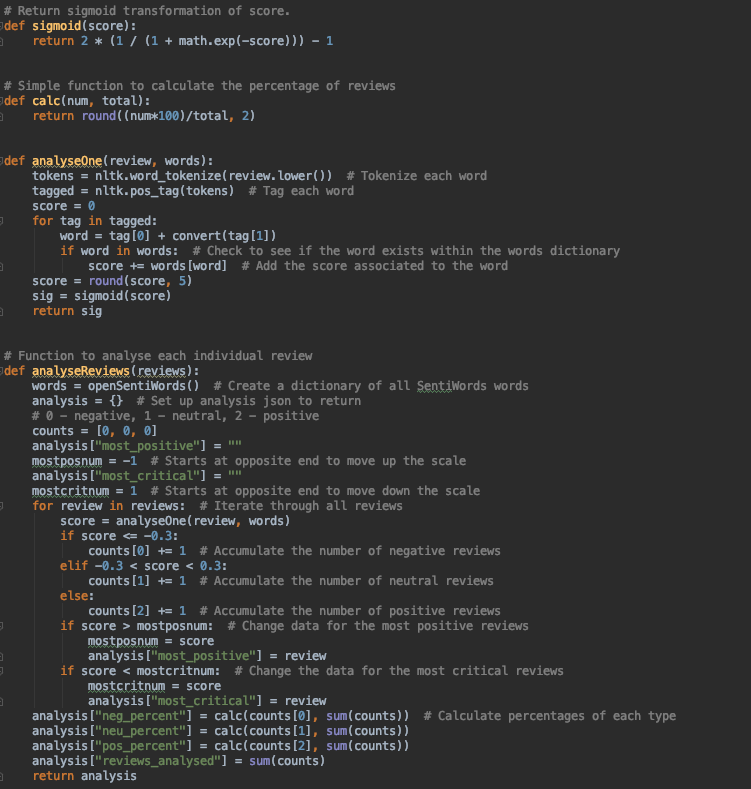 # Return sigmoid transformation of score.
def sigmoid(score):
    return 2 * (1 / (1 + math.exp(-score))) - 1
# Simple function to calculate the percentage of reviews
def calc(num, total):
    return round((num*100)/total, 2)
def analyseOne(review, words):
    tokens = nltk.word_tokenize(review.lower())  # Tokenize each word
    tagged = nltk.pos_tag(tokens)  # Tag each word
    score = 0
    for tag in tagged:
        word = tag[0] + convert(tag[1])
        if word in words:  # Check to see if the word exists within the words dictionary
            score += words[word]  # Add the score associated to the word
    score = round(score, 5)
    sig = sigmoid(score)
    return sig
# Function to analyse each individual review
def analyseReviews(reviews):
    words = openSentiWords()  # Create a dictionary of all SentiWords words
    analysis = {}  # Set up analysis json to return
    # 0 - negative, 1 - neutral, 2 - positive
    counts = [0, 0, 0]
    analysis["most_positive"] = ""
    mostposnum = -1  # Starts at opposite end to move up the scale
    analysis["most_critical"] = ""
    mostcritnum = 1  # Starts at opposite end to move down the scale
    for review in reviews:  # Iterate through all reviews
        score = analyseOne(review, words)
        if score <= -0.3:
            counts[0] += 1  # Accumulate the number of negative reviews
        elif -0.3 < score < 0.3:
            counts[1] += 1  # Accumulate the number of neutral reviews
        else:
            counts[2] += 1  # Accumulate the number of positive reviews
        if score > mostposnum:  # Change data for the most positive reviews
            mostposnum = score
            analysis["most_positive"] = review
        if score < mostcritnum:  # Change the data for the most critical reviews
            mostcritnum = score
            analysis["most_critical"] = review
    analysis["neg_percent"] = calc(counts[0], sum(counts))  # Calculate percentages of each type
    analysis["neu_percent"] = calc(counts[1], sum(counts))
    analysis["pos_percent"] = calc(counts[2], sum(counts))
    analysis["reviews_analysed"] = sum(counts)
    return analysis